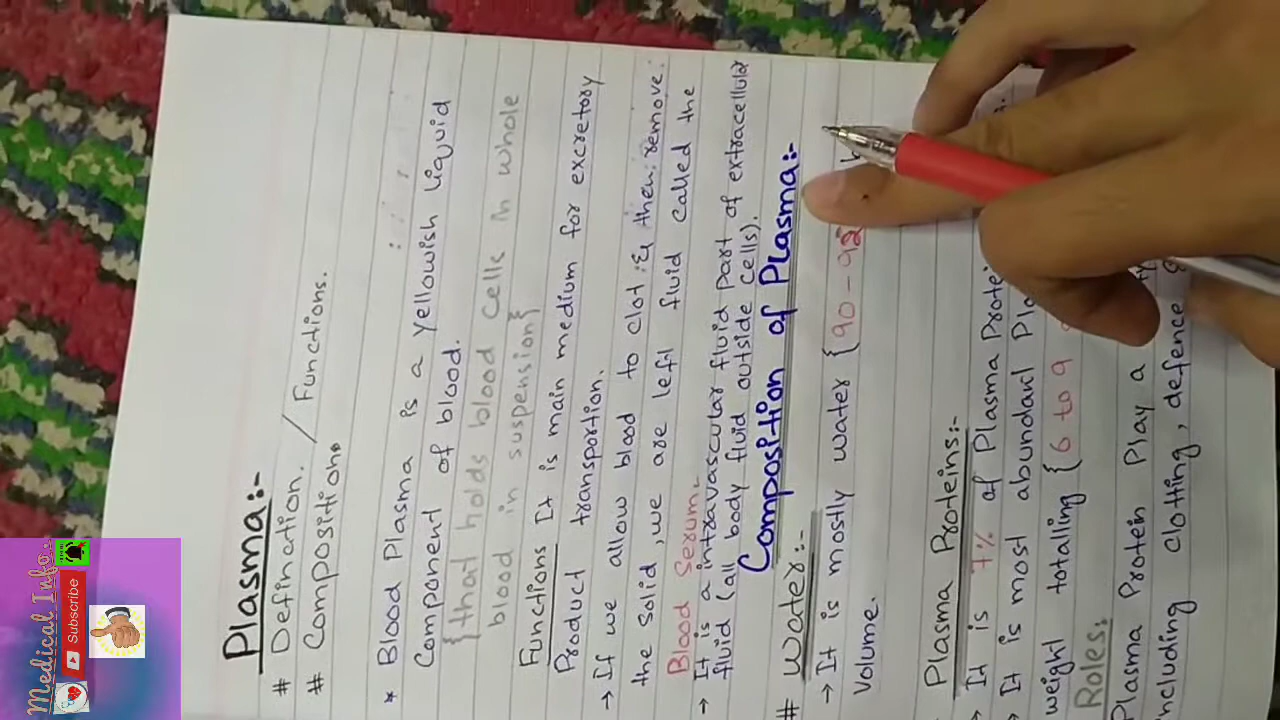 Plasma:-
# Defination.
# Composition. / Functions.
* Blood Plasma is a yellowish liquid
Component of blood.
{that holds blood cells in whole
blood in suspension}
Functions It is main medium for excretory
Product transportion.
→ If we allow blood to clot & then remove
the solid, we are left fluid called the
Blood Serum.
→ It is a intravascular fluid part of extracellular
fluid (all body fluid outside cells).
Composition of Plasma:-
# Water:-
→ It is mostly water {90-92
Volume.
Plasma Proteins:-
→ It is 7% of Plasma
→ It is most abundant
weight totalling {6 to 9
Roles:
Plasma Protein Play a
including clotting, defence
Medical Info:-
Subscribe